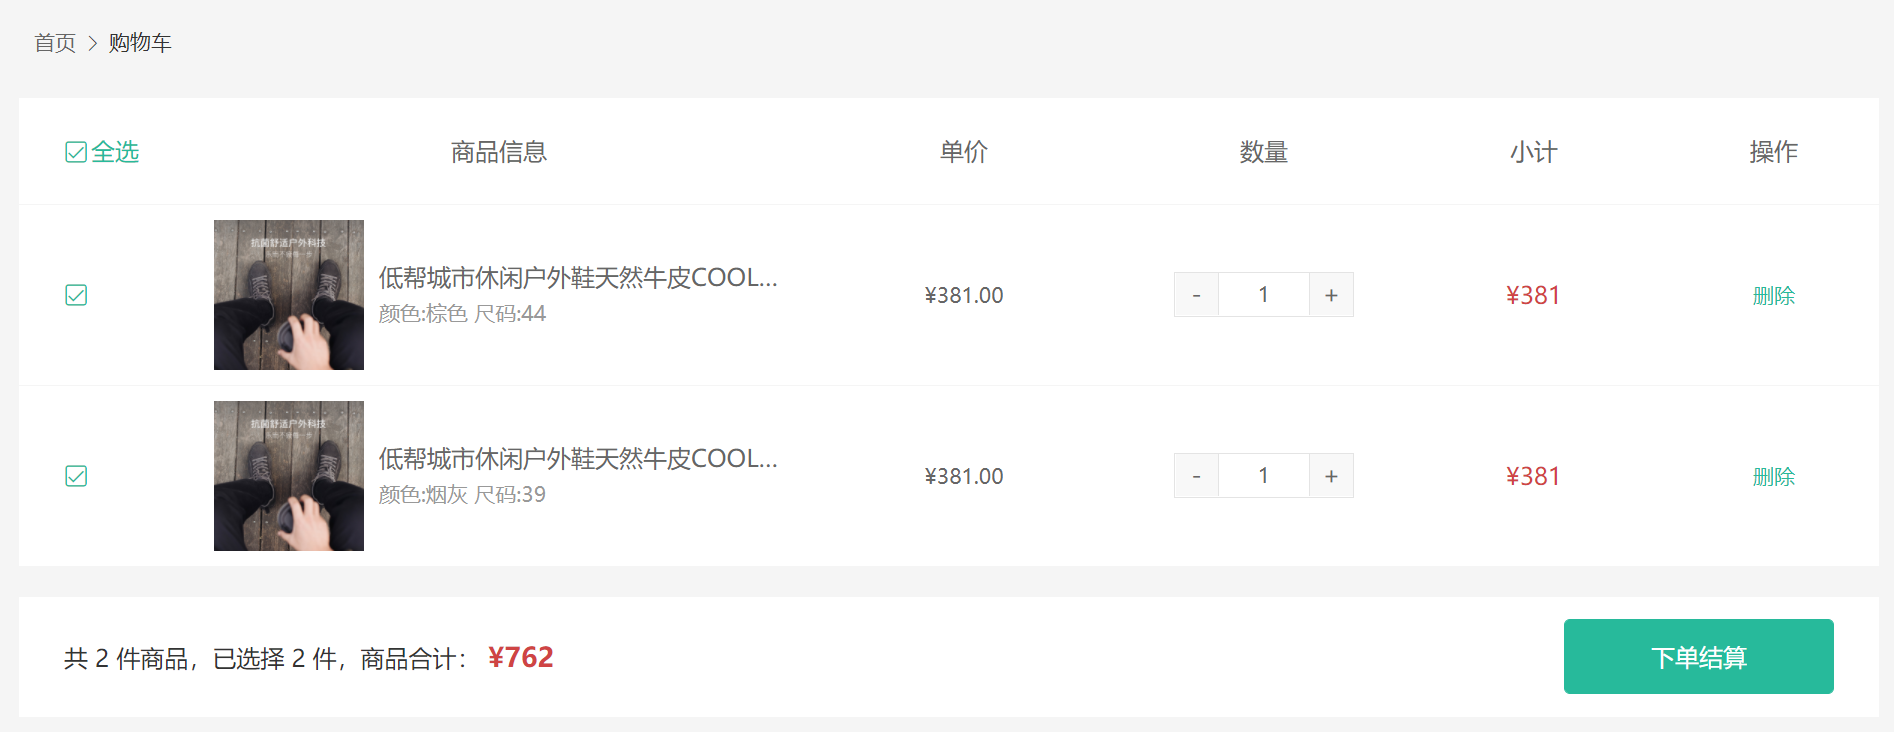 首页 > 购物车
全选 商品信息 单价 数量 小计 操作
抗菌舒适户外科技
低帮城市休闲户外鞋天然牛皮COOL...
颜色:棕色 尺码:44
¥381.00 - 1 + ¥381 删除
抗菌舒适户外科技
低帮城市休闲户外鞋天然牛皮COOL...
颜色:烟灰 尺码:39
¥381.00 - 1 + ¥381 删除
共 2 件商品，已选择 2 件，商品合计： ¥762
下单结算